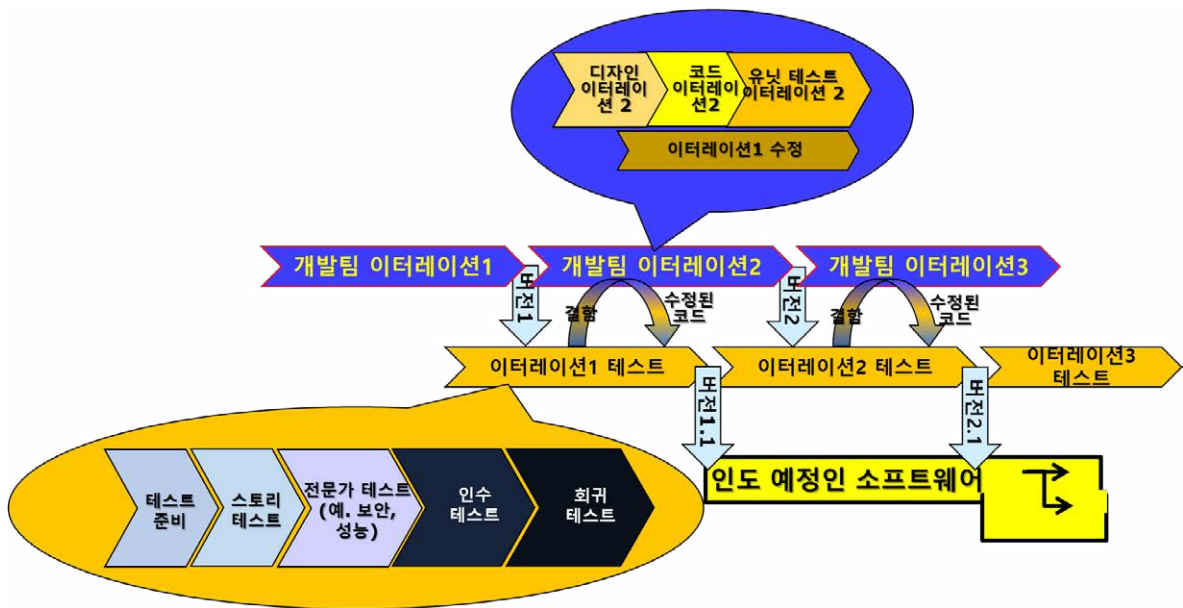 디자인
이터레이
션 2
코드
이터레이
션2
유닛 테스트
이터레이션 2
이터레이션1 수정
개발팀 이터레이션1
개발팀 이터레이션2
개발팀 이터레이션3
버전1
결함
수정된
코드
버전2
결함
수정된
코드
이터레이션1 테스트
이터레이션2 테스트
이터레이션3
테스트
버전1.1
버전2.1
인도 예정인 소프트웨어
테스트
준비
스토리
테스트
전문가 테스트
(예. 보안,
성능)
인수
테스트
회귀
테스트